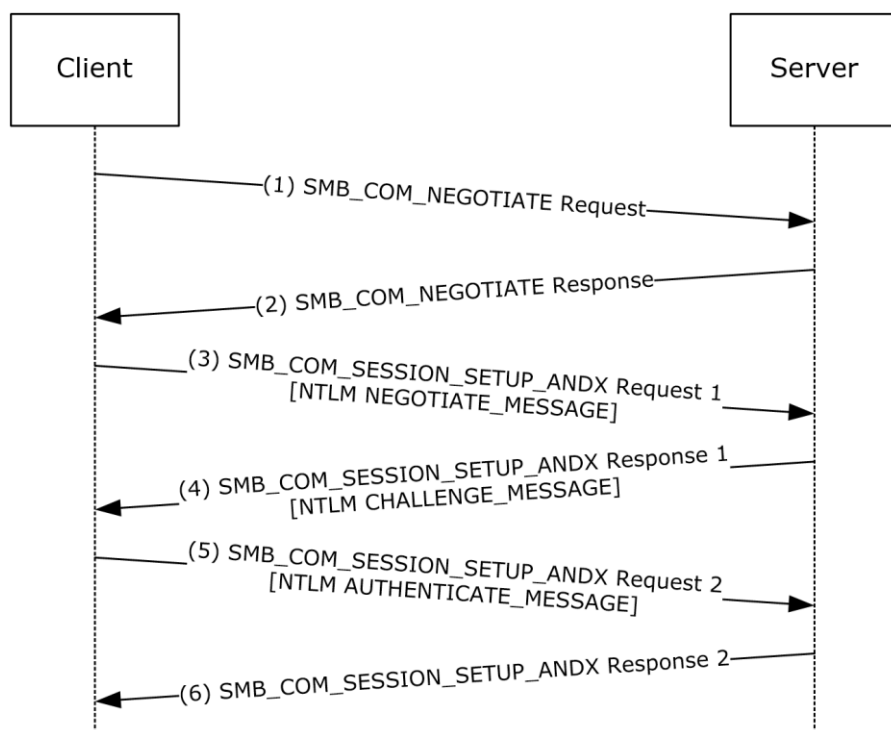 Client
Server
(1) SMB_COM_NEGOTIATE Request
(2) SMB_COM_NEGOTIATE Response
(3) SMB_COM_SESSION_SETUP_ANDX Request 1
[NTLM NEGOTIATE_MESSAGE]
(4) SMB_COM_SESSION_SETUP_ANDX Response 1
[NTLM CHALLENGE_MESSAGE]
(5) SMB_COM_SESSION_SETUP_ANDX Request 2
[NTLM AUTHENTICATE_MESSAGE]
(6) SMB_COM_SESSION_SETUP_ANDX Response 2